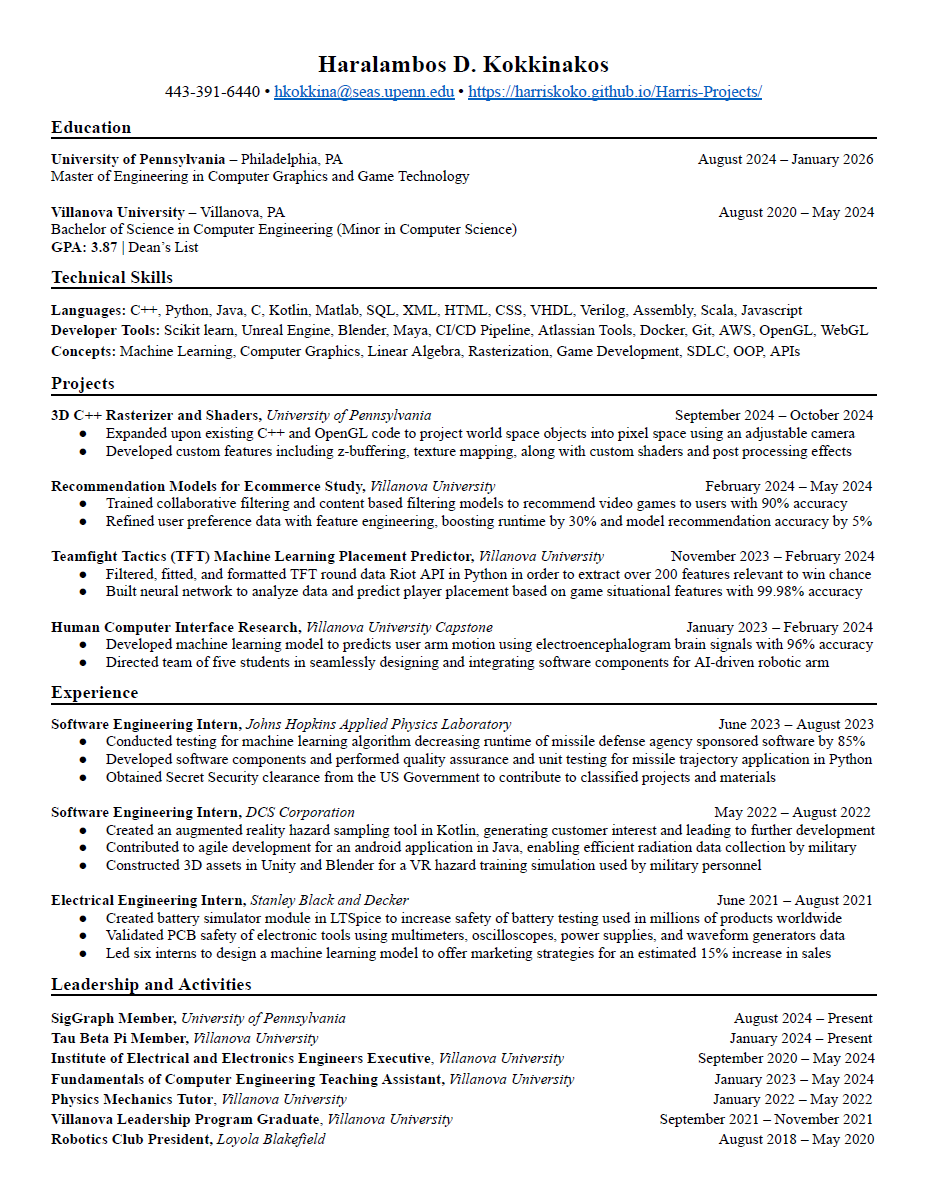 Haralambos D. Kokkinakos
443-391-6440 • hkokkina@seas.upenn.edu • https://harriskoko.github.io/Harris-Projects/
Education
University of Pennsylvania – Philadelphia, PA August 2024 – January 2026
Master of Engineering in Computer Graphics and Game Technology
Villanova University – Villanova, PA August 2020 – May 2024
Bachelor of Science in Computer Engineering (Minor in Computer Science)
GPA: 3.87 | Dean's List
Technical Skills
Languages: C++, Python, Java, C, Kotlin, Matlab, SQL, XML, HTML, CSS, VHDL, Verilog, Assembly, Scala, Javascript
Developer Tools: Scikit learn, Unreal Engine, Blender, Maya, CI/CD Pipeline, Atlassian Tools, Docker, Git, AWS, OpenGL, WebGL
Concepts: Machine Learning, Computer Graphics, Linear Algebra, Rasterization, Game Development, SDLC, OOP, APIs
Projects
3D C++ Rasterizer and Shaders, University of Pennsylvania September 2024 – October 2024
● Expanded upon existing C++ and OpenGL code to project world space objects into pixel space using an adjustable camera
● Developed custom features including z-buffering, texture mapping, along with custom shaders and post processing effects
Recommendation Models for Ecommerce Study, Villanova University February 2024 – May 2024
● Trained collaborative filtering and content based filtering models to recommend video games to users with 90% accuracy
● Refined user preference data with feature engineering, boosting runtime by 30% and model recommendation accuracy by 5%
Teamfight Tactics (TFT) Machine Learning Placement Predictor, Villanova University November 2023 – February 2024
● Filtered, fitted, and formatted TFT round data Riot API in Python in order to extract over 200 features relevant to win chance
● Built neural network to analyze data and predict player placement based on game situational features with 99.98% accuracy
Human Computer Interface Research, Villanova University Capstone January 2023 – February 2024
● Developed machine learning model to predicts user arm motion using electroencephalogram brain signals with 96% accuracy
● Directed team of five students in seamlessly designing and integrating software components for AI-driven robotic arm
Experience
Software Engineering Intern, Johns Hopkins Applied Physics Laboratory June 2023 – August 2023
● Conducted testing for machine learning algorithm decreasing runtime of missile defense agency sponsored software by 85%
● Developed software components and performed quality assurance and unit testing for missile trajectory application in Python
● Obtained Secret Security clearance from the US Government to contribute to classified projects and materials
Software Engineering Intern, DCS Corporation May 2022 – August 2022
● Created an augmented reality hazard sampling tool in Kotlin, generating customer interest and leading to further development
● Contributed to agile development for an android application in Java, enabling efficient radiation data collection by military
● Constructed 3D assets in Unity and Blender for a VR hazard training simulation used by military personnel
Electrical Engineering Intern, Stanley Black and Decker June 2021 – August 2021
● Created battery simulator module in LTSpice to increase safety of battery testing used in millions of products worldwide
● Validated PCB safety of electronic tools using multimeters, oscilloscopes, power supplies, and waveform generators data
● Led six interns to design a machine learning model to offer marketing strategies for an estimated 15% increase in sales
Leadership and Activities
SigGraph Member, University of Pennsylvania August 2024 – Present
Tau Beta Pi Member, Villanova University January 2024 – Present
Institute of Electrical and Electronics Engineers Executive, Villanova University September 2020 – May 2024
Fundamentals of Computer Engineering Teaching Assistant, Villanova University January 2023 – May 2024
Physics Mechanics Tutor, Villanova University January 2022 – May 2022
Villanova Leadership Program Graduate, Villanova University September 2021 – November 2021
Robotics Club President, Loyola Blakefield August 2018 – May 2020